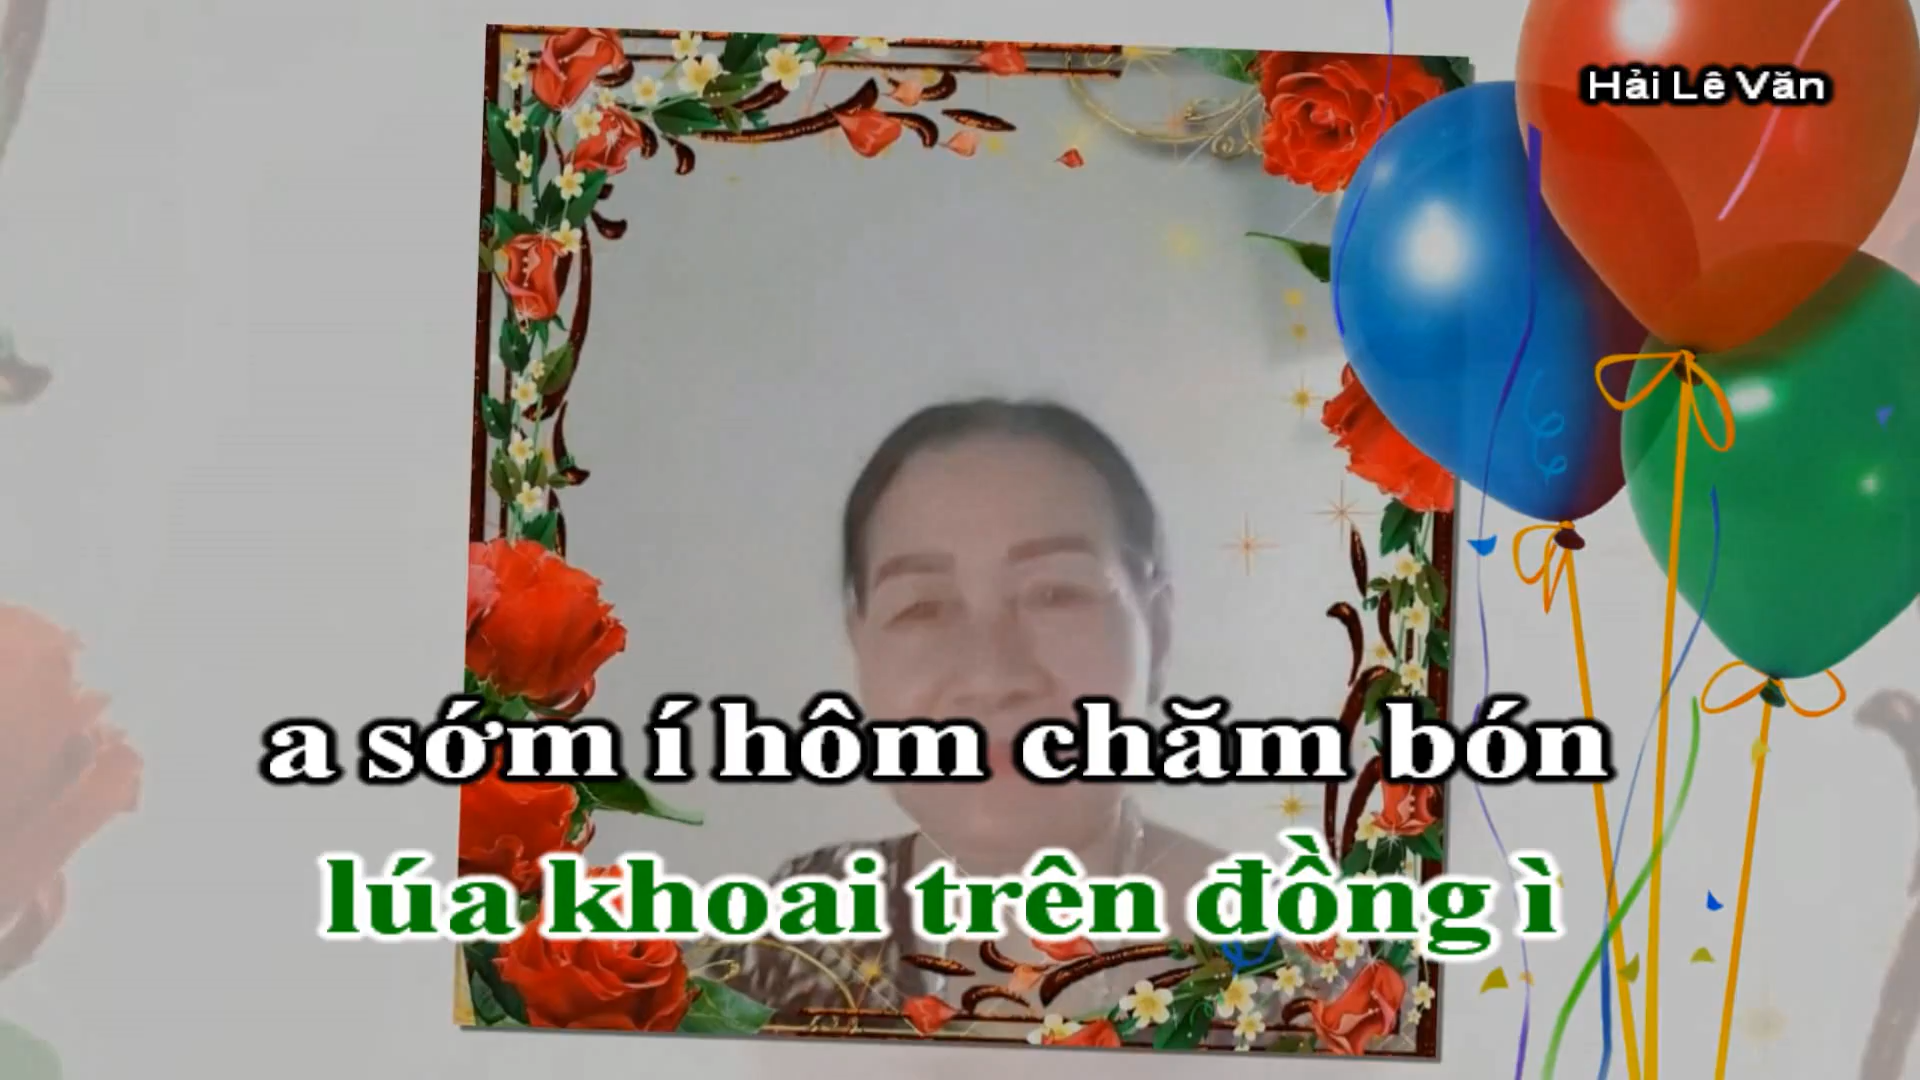 Hải Lê Văn
a sớm í hôm chăm bón
lúa khoai trên đồng ì